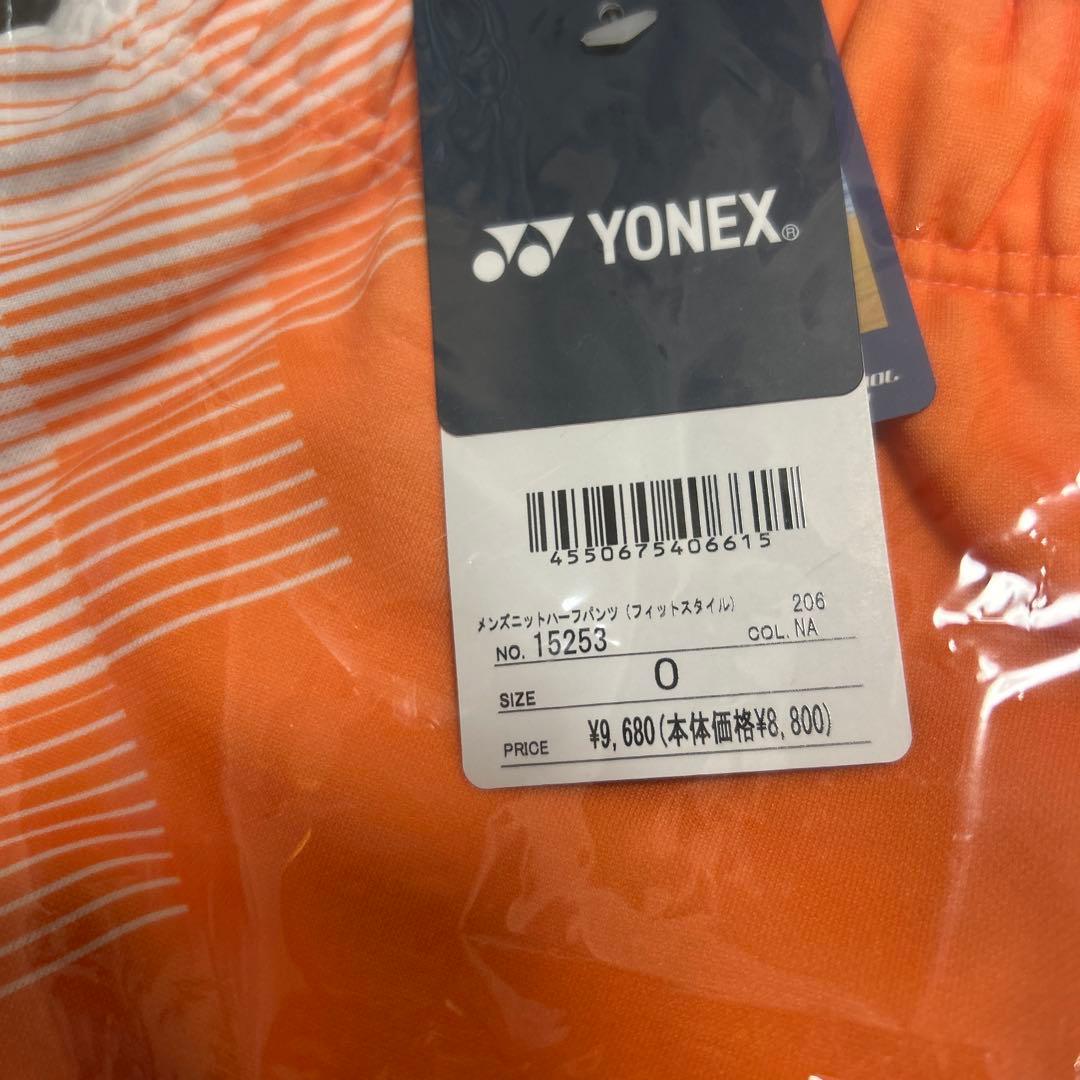 YONEX®
4550675406615
メンズニットハーフパンツ(フィットスタイル) 206
NO. 15253 COL. NA
SIZE O
PRICE ¥9,680(本体価格¥8,800)